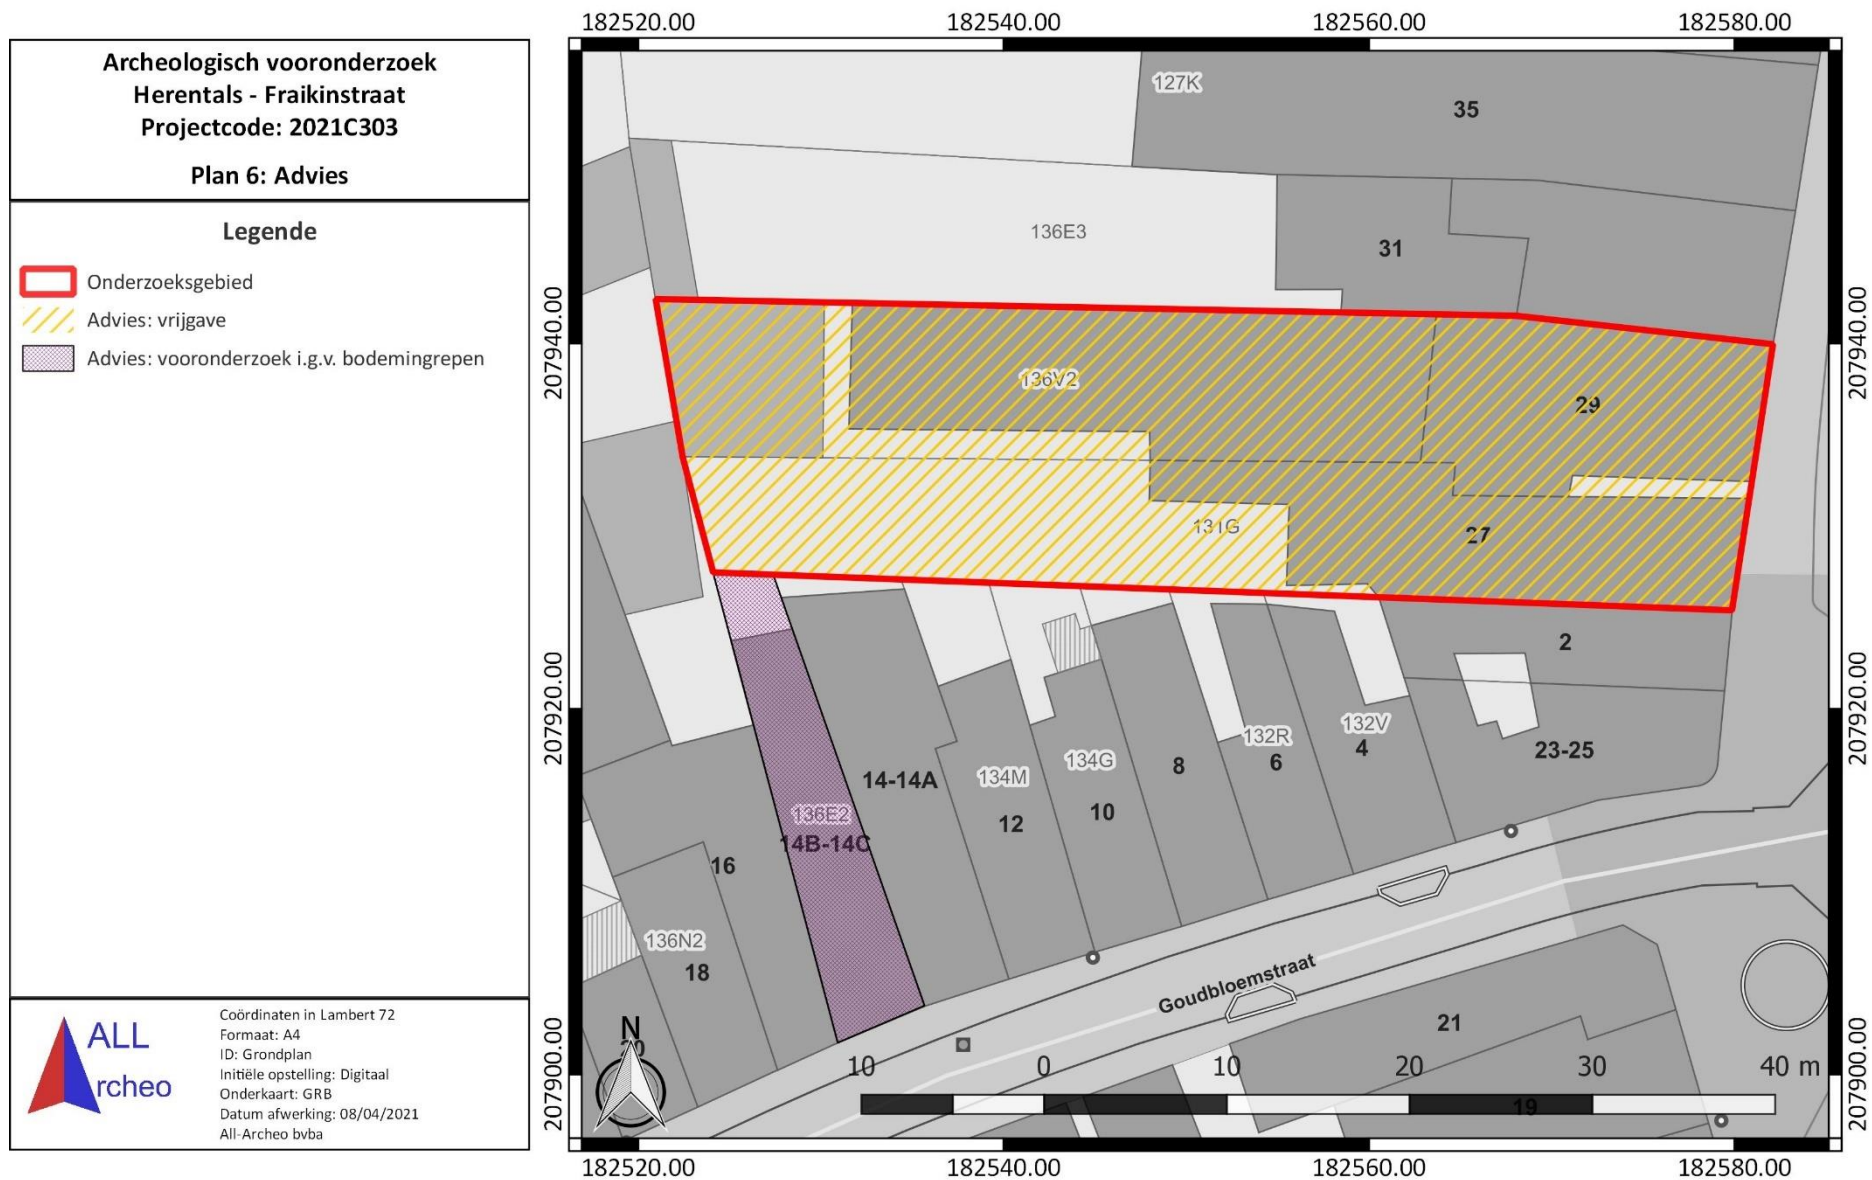 Archeologisch vooronderzoek
Herentals - Fraikinstraat
Projectcode: 2021C303
Plan 6: Advies
Legende
Onderzoeksgebied
Advies: vrijgave
Advies: vooronderzoek i.g.v. bodemingrepen
ALL
rcheo
Coördinaten in Lambert 72
Formaat: A4
ID: Grondplan
Initiële opstelling: Digitaal
Onderkaart: GRB
Datum afwerking: 08/04/2021
All-Archeo bvba
182520.00 182540.00 182560.00 182580.00
207940.00 207940.00
207920.00 207920.00
207900.00 207900.00
127K
35
136E3
31
136V2
29
131G
27
2
132V
4
132R
6
23-25
8
134G
10
134M
12
14-14A
136E2
14B-14C
16
136N2
18
Goudbloemstraat
21
N
20
10 0 10 20 30 40 m
19
182520.00 182540.00 182560.00 182580.00